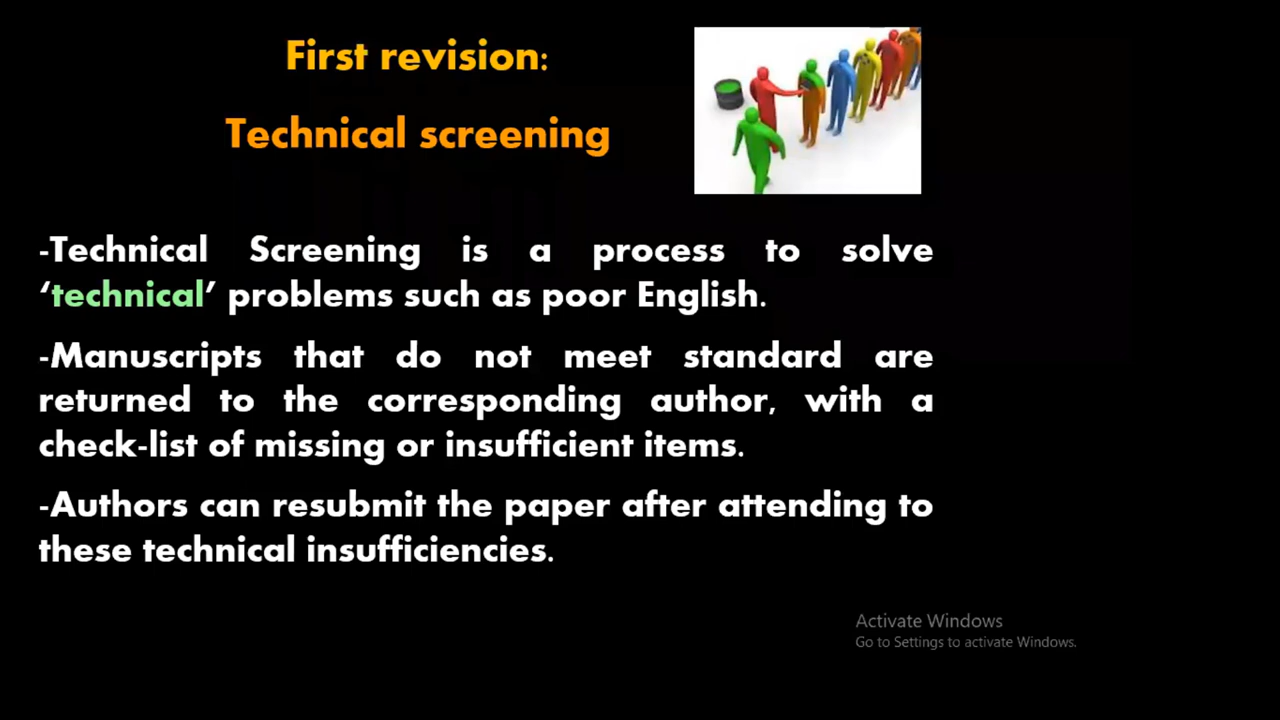 First revision:
Technical screening
-Technical Screening is a process to solve
‘technical’ problems such as poor English.
-Manuscripts that do not meet standard are
returned to the corresponding author, with a
check-list of missing or insufficient items.
-Authors can resubmit the paper after attending to
these technical insufficiencies.
Activate Windows
Go to Settings to activate Windows.